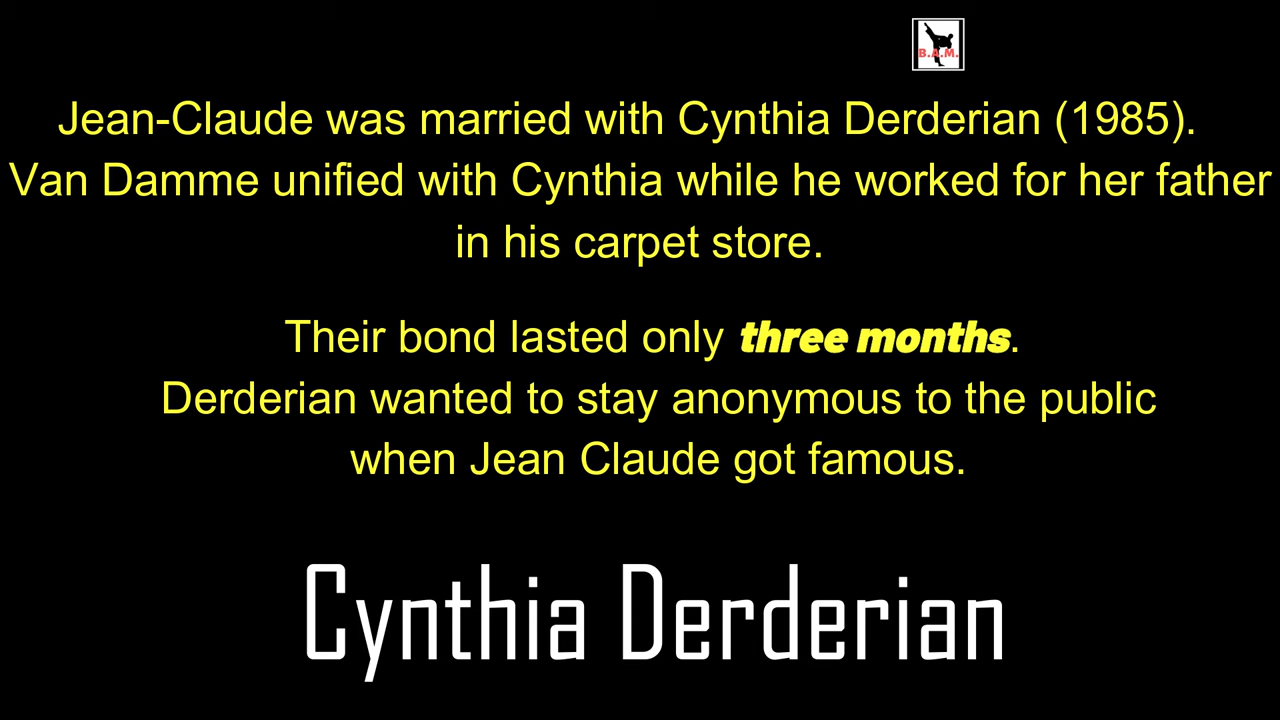 B.A.M.
Jean-Claude was married with Cynthia Derderian (1985).
Van Damme unified with Cynthia while he worked for her father
in his carpet store.
Their bond lasted only three months.
Derderian wanted to stay anonymous to the public
when Jean Claude got famous.
Cynthia Derderian